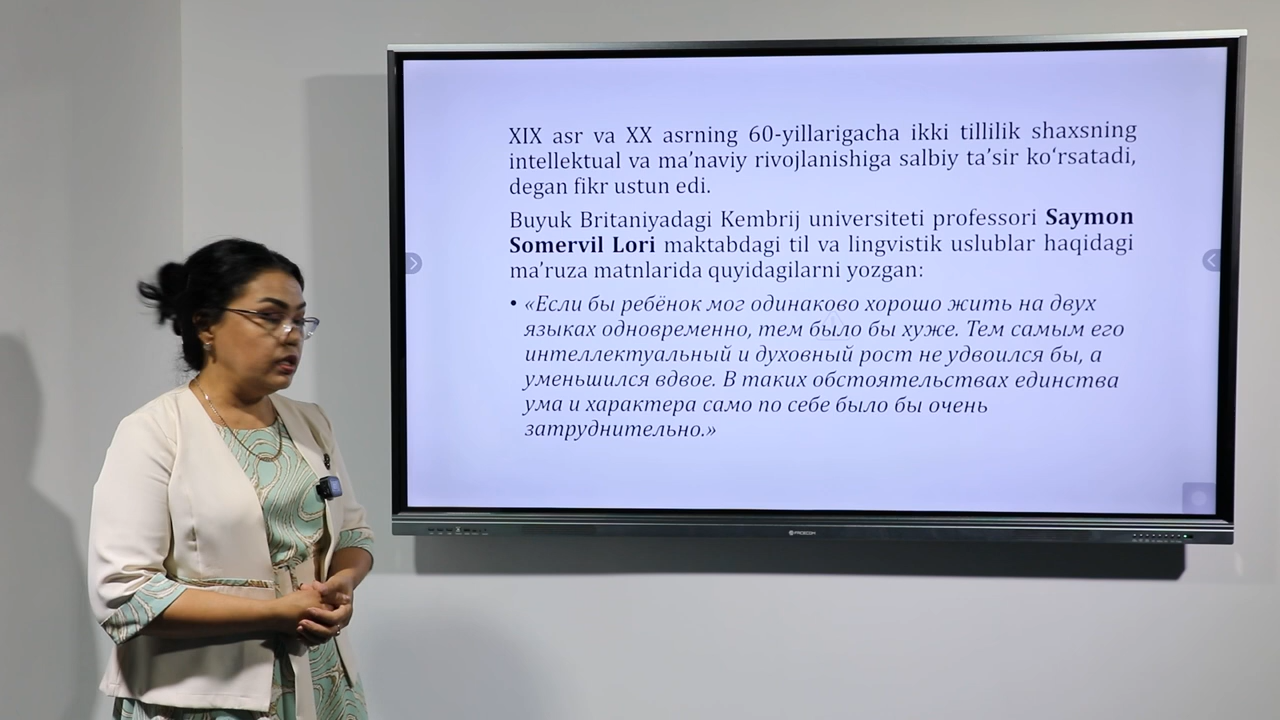 XIX asr va XX asrning 60-yillarigacha ikki tillilik shaxsning
intellektual va ma’naviy rivojlanishiga salbiy ta’sir ko‘rsatadi,
degan fikr ustun edi.
Buyuk Britaniyadagi Kembrij universiteti professori Saymon
Somervil Lori maktabdagi til va lingvistik uslublar haqidagi
ma’ruza matnlarida quyidagilarni yozgan:
• «Если бы ребёнок мог одинаково хорошо жить на двух
языках одновременно, тем было бы хуже. Тем самым его
интеллектуальный и духовный рост не удвоился бы, а
уменьшился вдвое. В таких обстоятельствах единства
ума и характера само по себе было бы очень
затруднительно.»